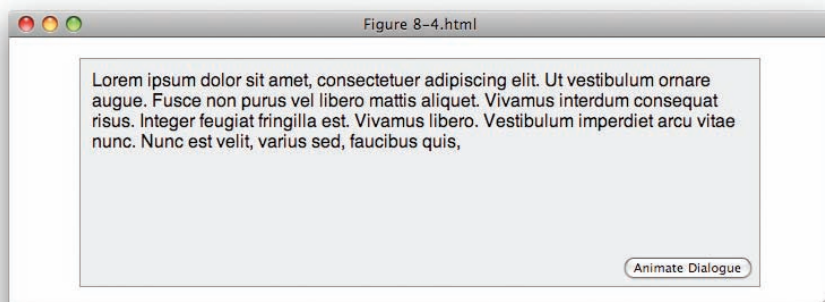 Figure 8-4.html
Lorem ipsum dolor sit amet, consectetuer adipiscing elit. Ut vestibulum ornare
augue. Fusce non purus vel libero mattis aliquet. Vivamus interdum consequat
risus. Integer feugiat fringilla est. Vivamus libero. Vestibulum imperdiet arcu vitae
nunc. Nunc est velit, varius sed, faucibus quis,
Animate Dialogue